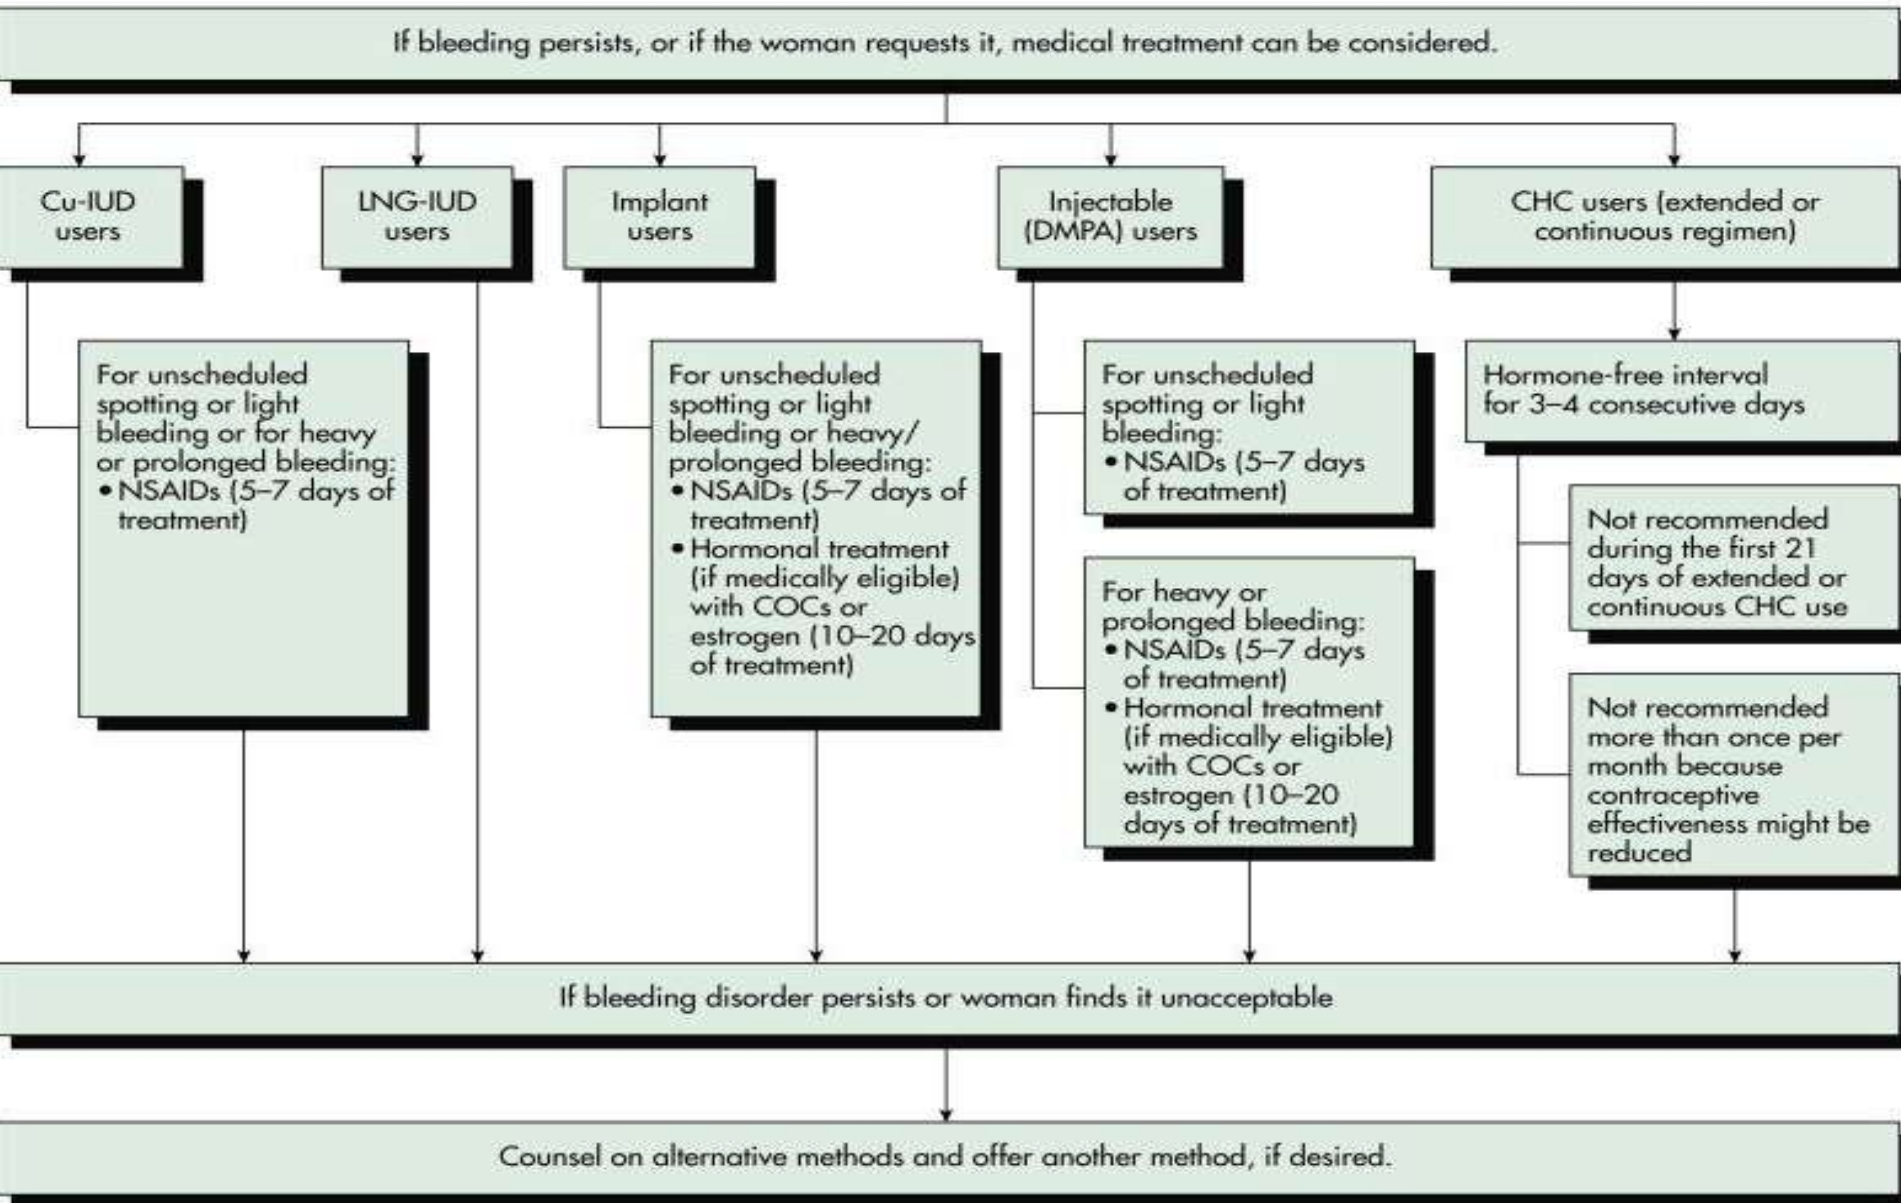 If bleeding persists, or if the woman requests it, medical treatment can be considered.
Cu-IUD
users
LNG-IUD
users
Implant
users
Injectable
(DMPA) users
CHC users (extended or
continuous regimen)
For unscheduled
spotting or light
bleeding or for heavy
or prolonged bleeding:
• NSAIDs (5–7 days of
treatment)
For unscheduled
spotting or light
bleeding or heavy/
prolonged bleeding:
• NSAIDs (5–7 days of
treatment)
• Hormonal treatment
(if medically eligible)
with COCs or
estrogen (10–20 days
of treatment)
For unscheduled
spotting or light
bleeding:
• NSAIDs (5–7 days
of treatment)
For heavy or
prolonged bleeding:
• NSAIDs (5–7 days
of treatment)
• Hormonal treatment
(if medically eligible)
with COCs or
estrogen (10–20
days of treatment)
Hormone-free interval
for 3–4 consecutive days
Not recommended
during the first 21
days of extended or
continuous CHC use
Not recommended
more than once per
month because
contraceptive
effectiveness might be
reduced
If bleeding disorder persists or woman finds it unacceptable
Counsel on alternative methods and offer another method, if desired.